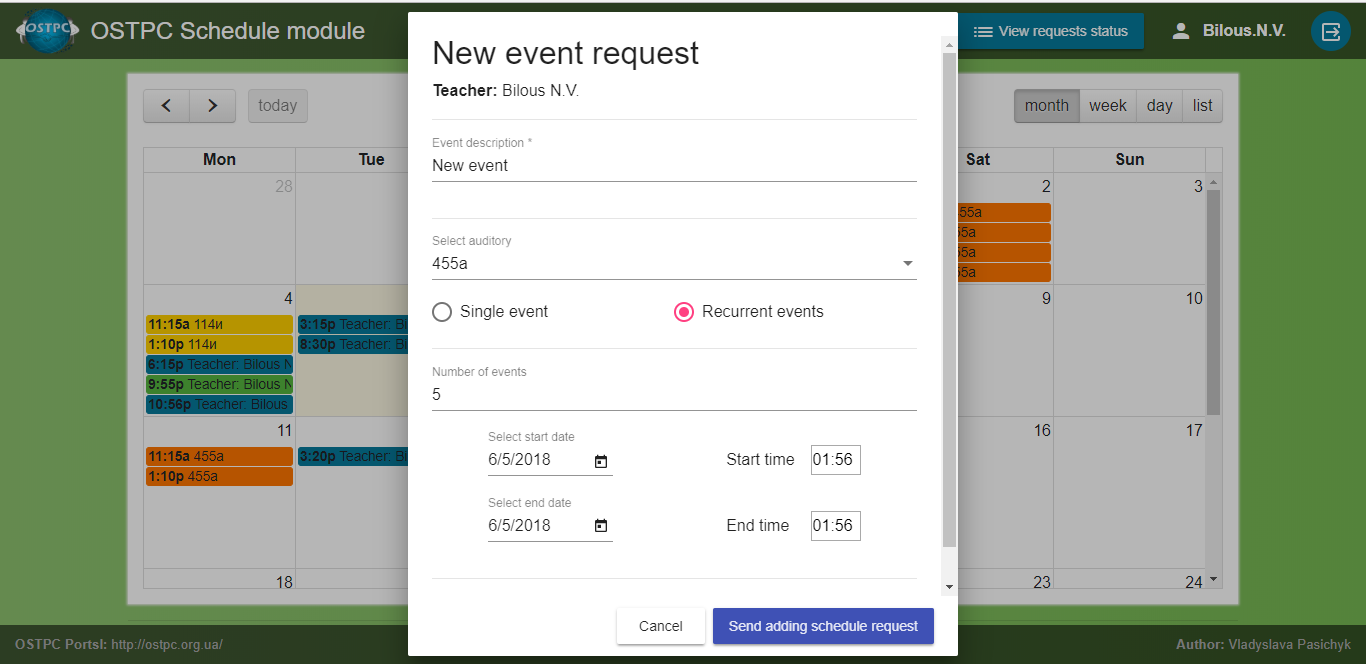 OSTPC
OSTPC Schedule module
View requests status
Bilous.N.V.
today
month week day list
Mon Tue Sat Sun
28 2 3
55a
55a
55a
55a
4 9 10
11:15a 114и
1:10p 114и
6:15p Teacher: Bilous N
9:55p Teacher: Bilous N
10:56p Teacher: Bilous
3:15p Teacher: Bi
8:30p Teacher: Bi
11 16 17
11:15a 455a
1:10p 455a
3:20p Teacher: Bi
18 23 24
New event request
Teacher: Bilous N.V.
Event description *
New event
Select auditory
455a
Single event Recurrent events
Number of events
5
Select start date
6/5/2018 Start time 01:56
Select end date
6/5/2018 End time 01:56
Cancel Send adding schedule request
OSTPC Portsl: http://ostpc.org.ua/
Author: Vladyslava Pasichyk